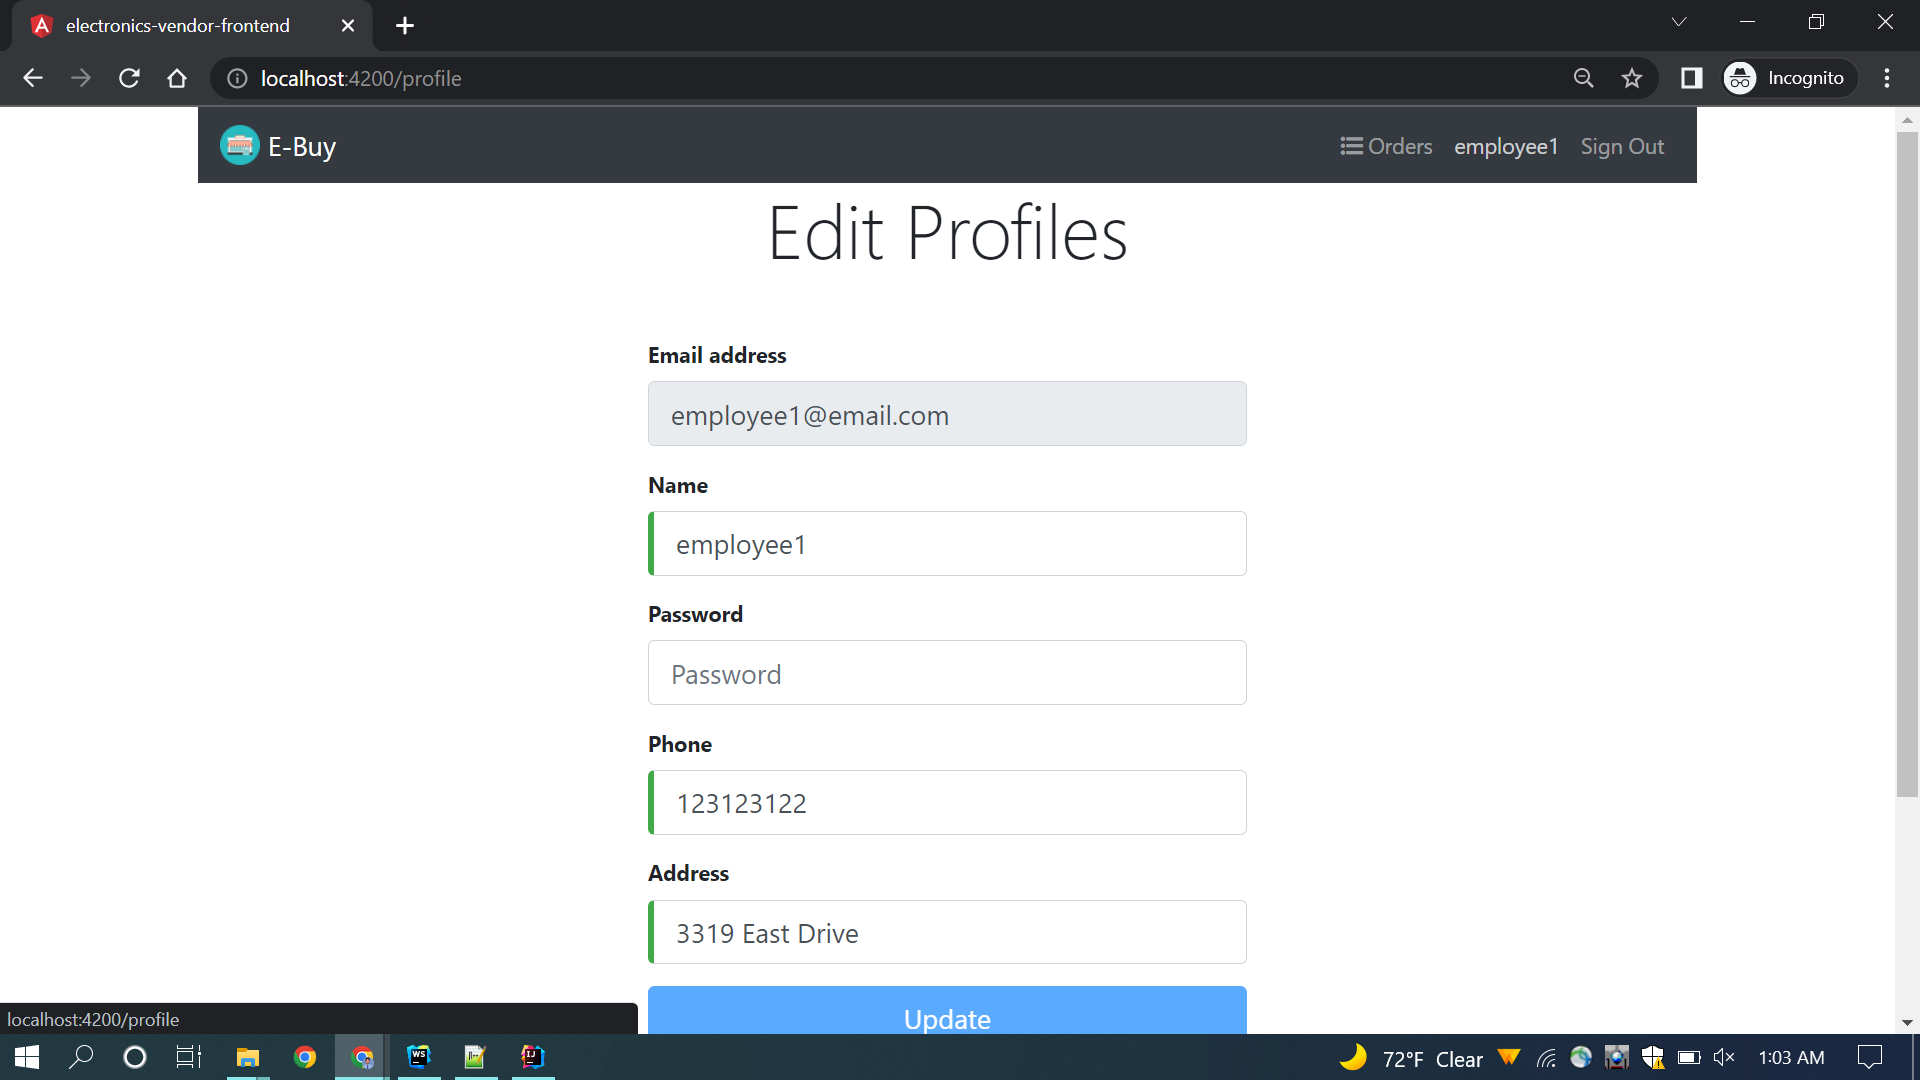 electronics-vendor-frontend
localhost:4200/profile
Incognito
E-Buy
Orders employee1 Sign Out
Edit Profiles
Email address
employee1@email.com
Name
employee1
Password
Password
Phone
123123122
Address
3319 East Drive
Update
localhost:4200/profile
WS
IJ
72°F Clear
1:03 AM